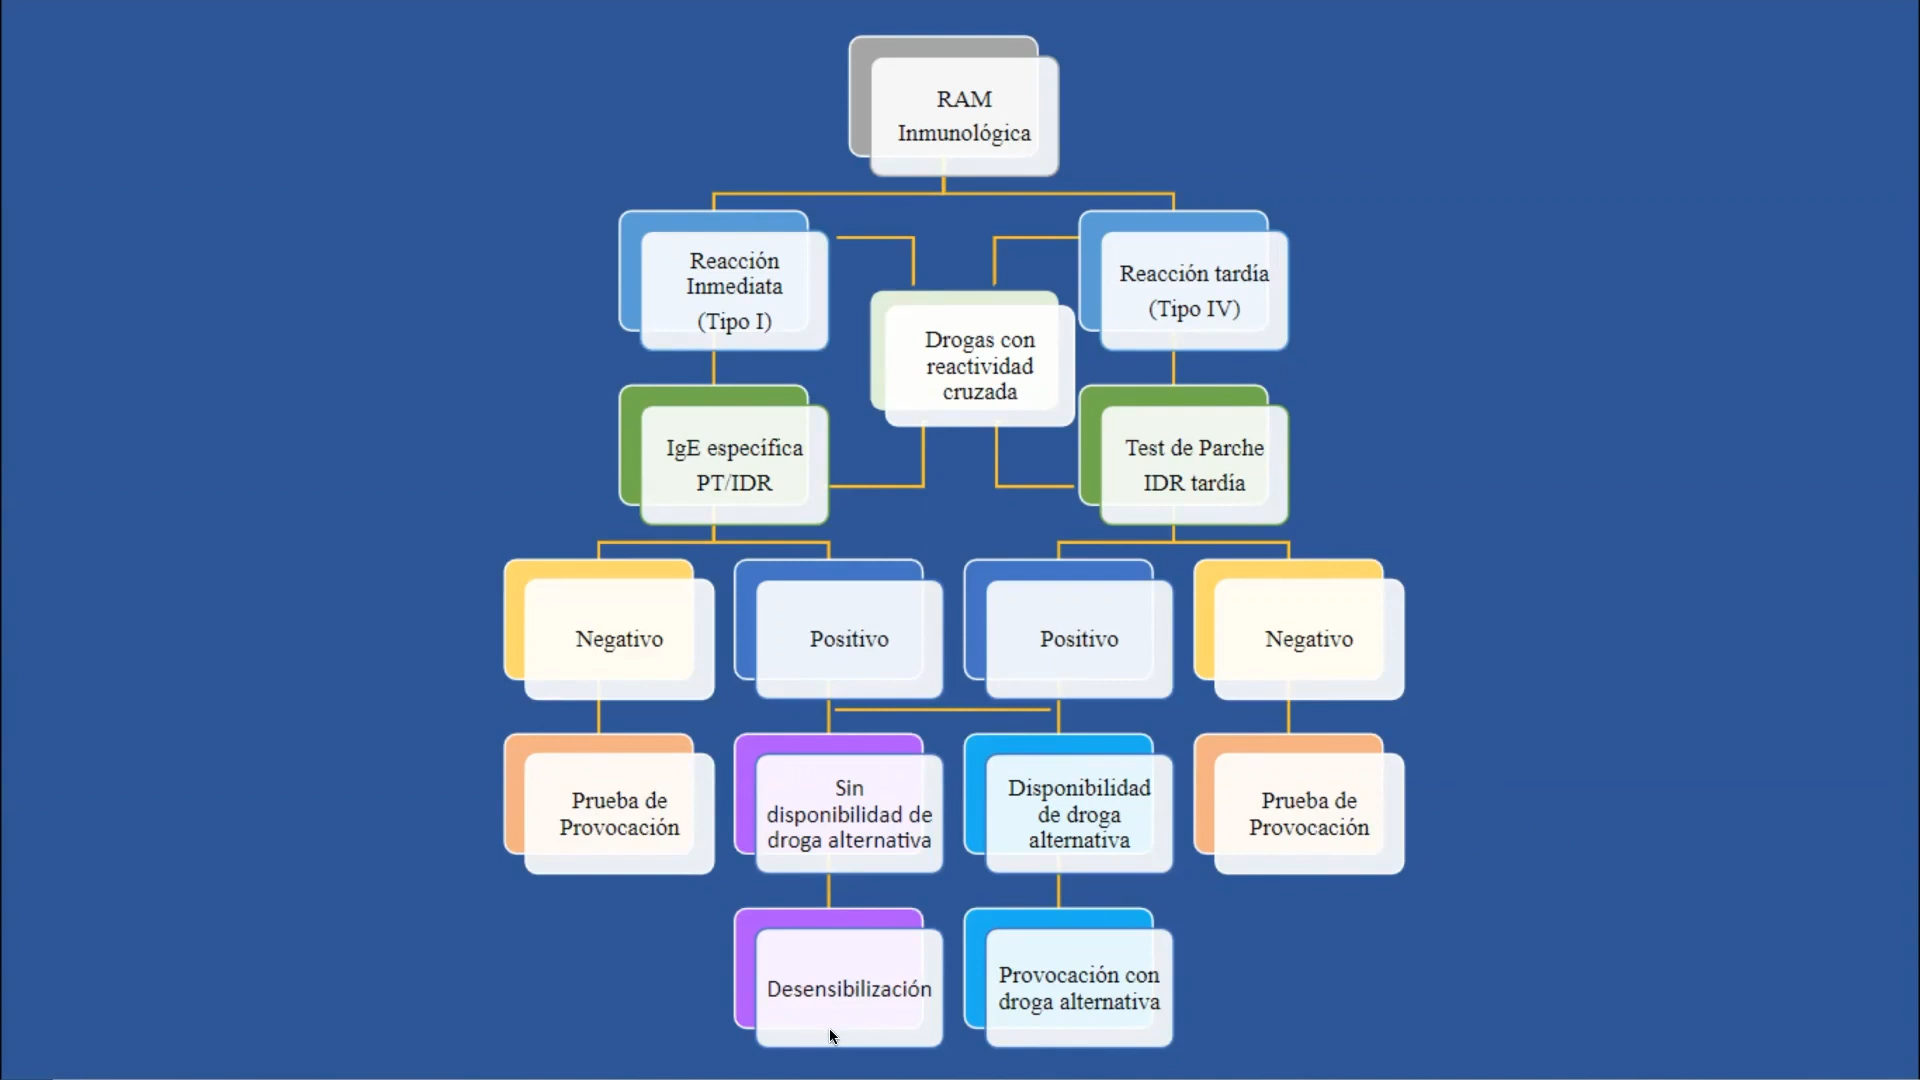 RAM
Inmunológica
Reacción
Inmediata
(Tipo I)
Reacción tardía
(Tipo IV)
Drogas con
reactividad
cruzada
IgE específica
PT/IDR
Test de Parche
IDR tardía
Negativo
Positivo
Positivo
Negativo
Prueba de
Provocación
Sin
disponibilidad de
droga alternativa
Disponibilidad
de droga
alternativa
Prueba de
Provocación
Desensibilización
Provocación con
droga alternativa